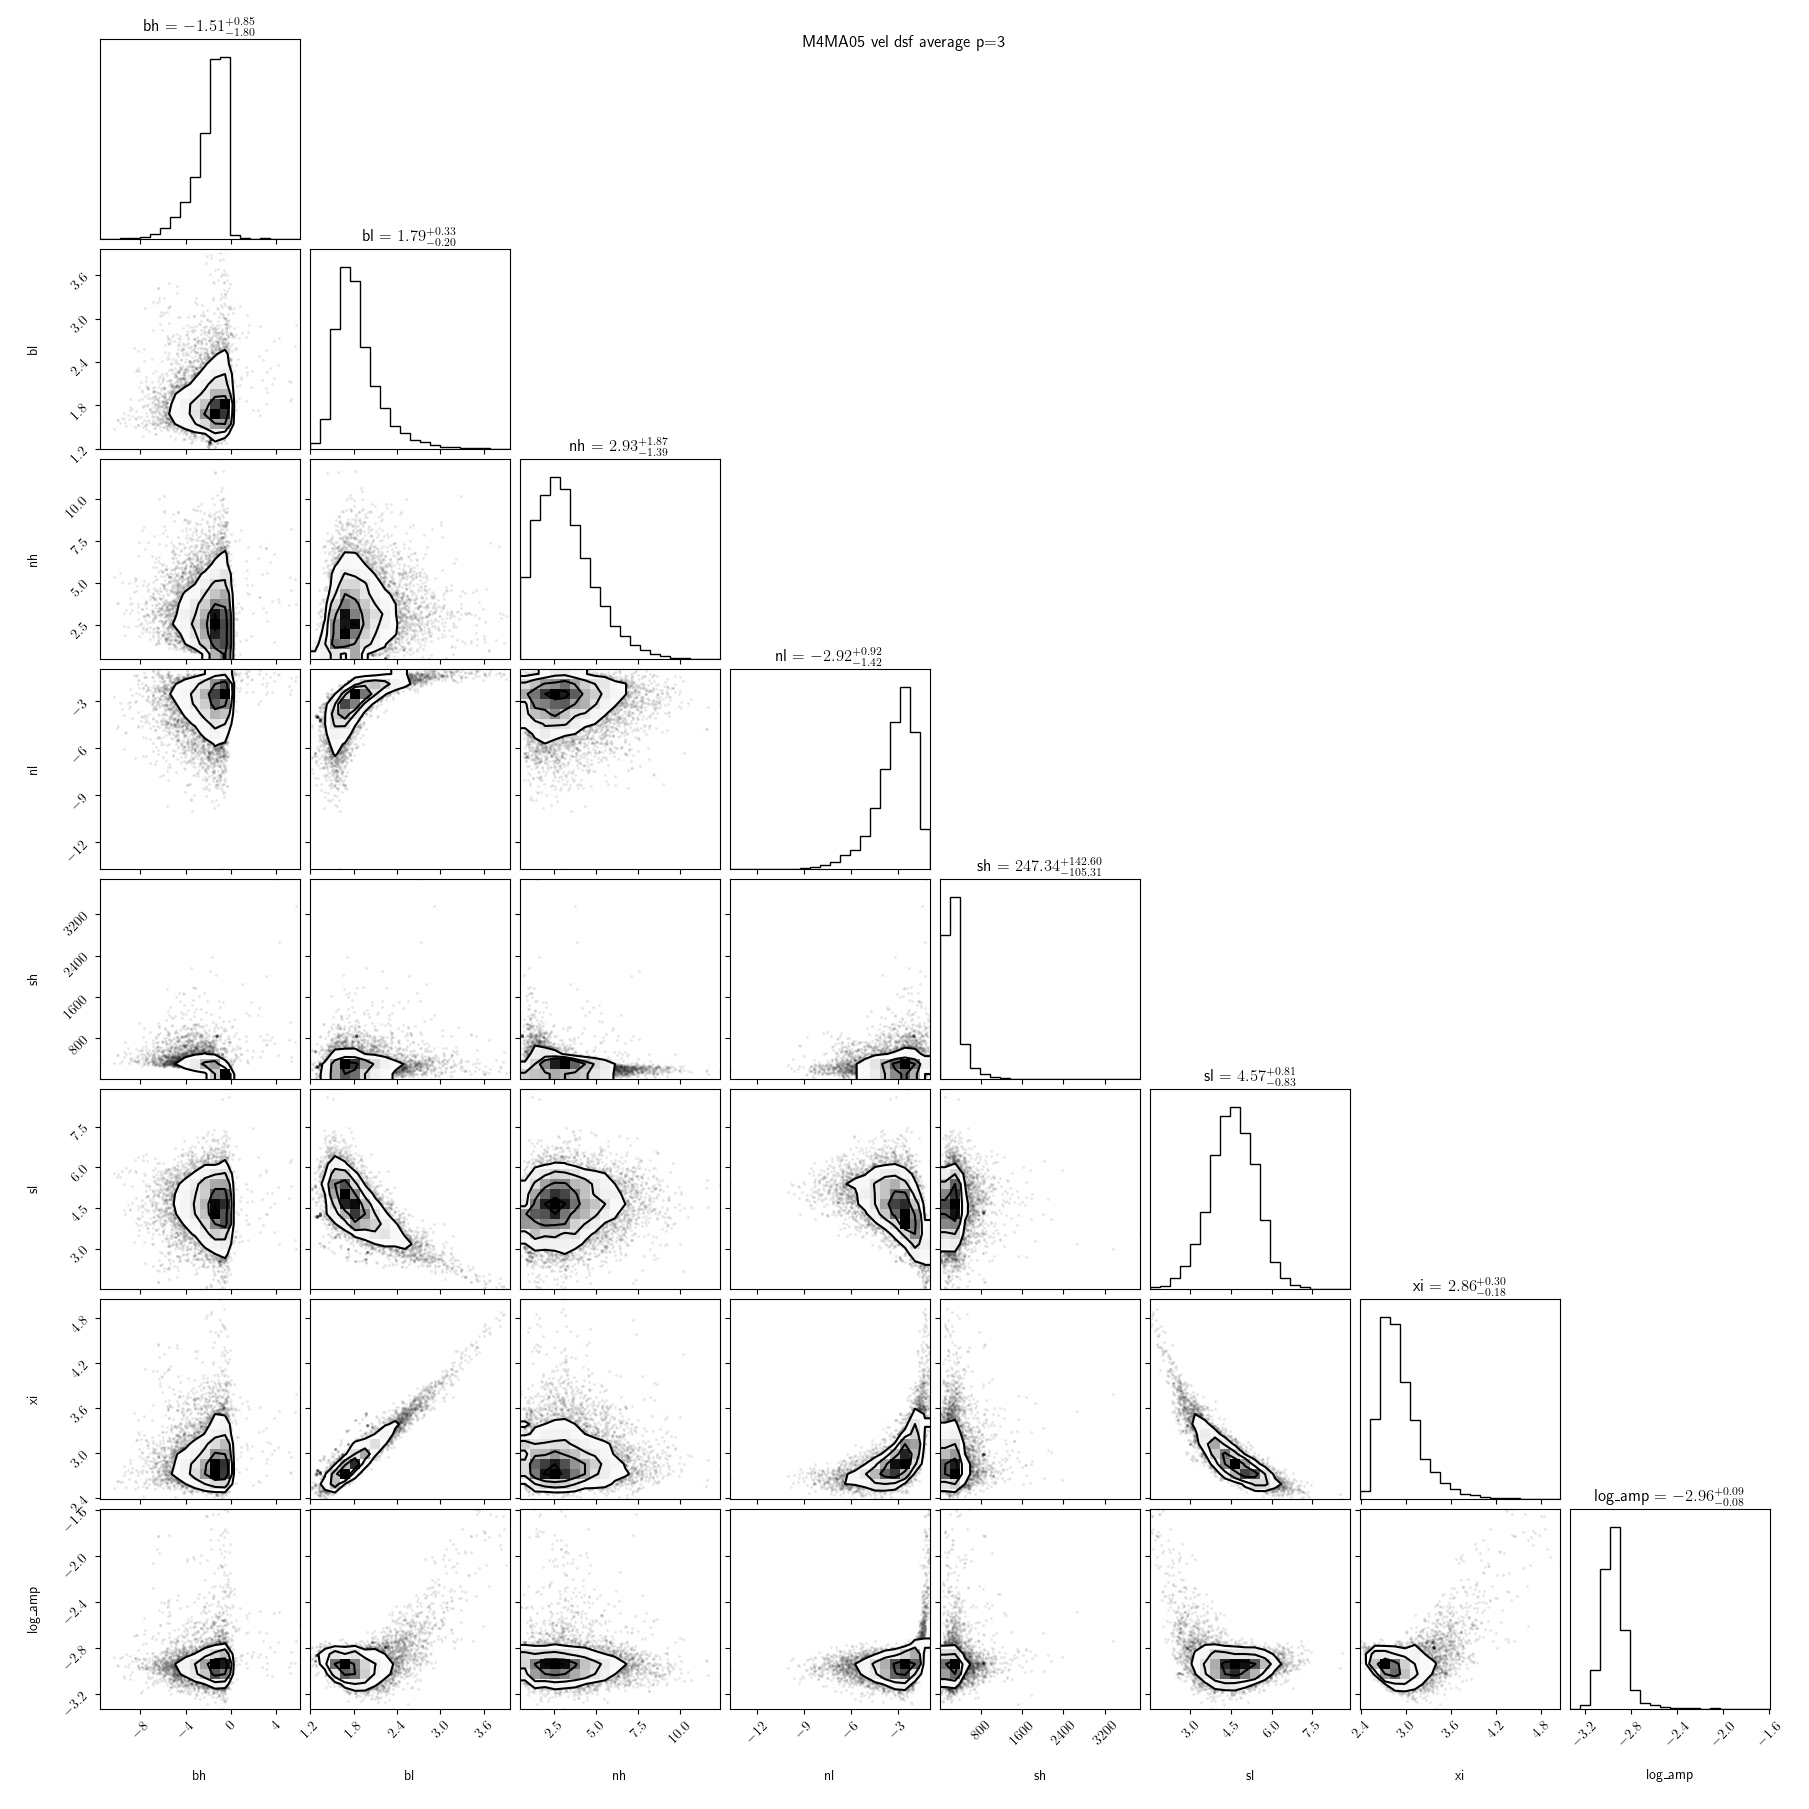 M4MA05 vel dsf average p=3
bh = −1.51 +0.85 −1.80
bl = 1.79 +0.33 −0.20
nh = 2.93 +1.87 −1.39
nl = −2.92 +0.92 −1.42
sh = 247.34 +142.60 −105.31
sl = 4.57 +0.81 −0.83
xi = 2.86 +0.30 −0.18
log_amp = −2.96 +0.09 −0.08
bl
3.6
3.0
2.4
1.8
1.2
nh
10.0
7.5
5.0
2.5
nl
−3
−6
−9
−12
sh
3200
2400
1600
800
sl
7.5
6.0
4.5
3.0
xi
4.8
4.2
3.6
3.0
2.4
log_amp
−1.6
−2.0
−2.4
−2.8
−3.2
−8 −4 0 4
1.2 1.8 2.4 3.0 3.6
2.5 5.0 7.5 10.0
−12 −9 −6 −3
800 1600 2400 3200
3.0 4.5 6.0 7.5
2.4 3.0 3.6 4.2 4.8
−3.2 −2.8 −2.4 −2.0 −1.6
bh bl nh nl sh sl xi log_amp